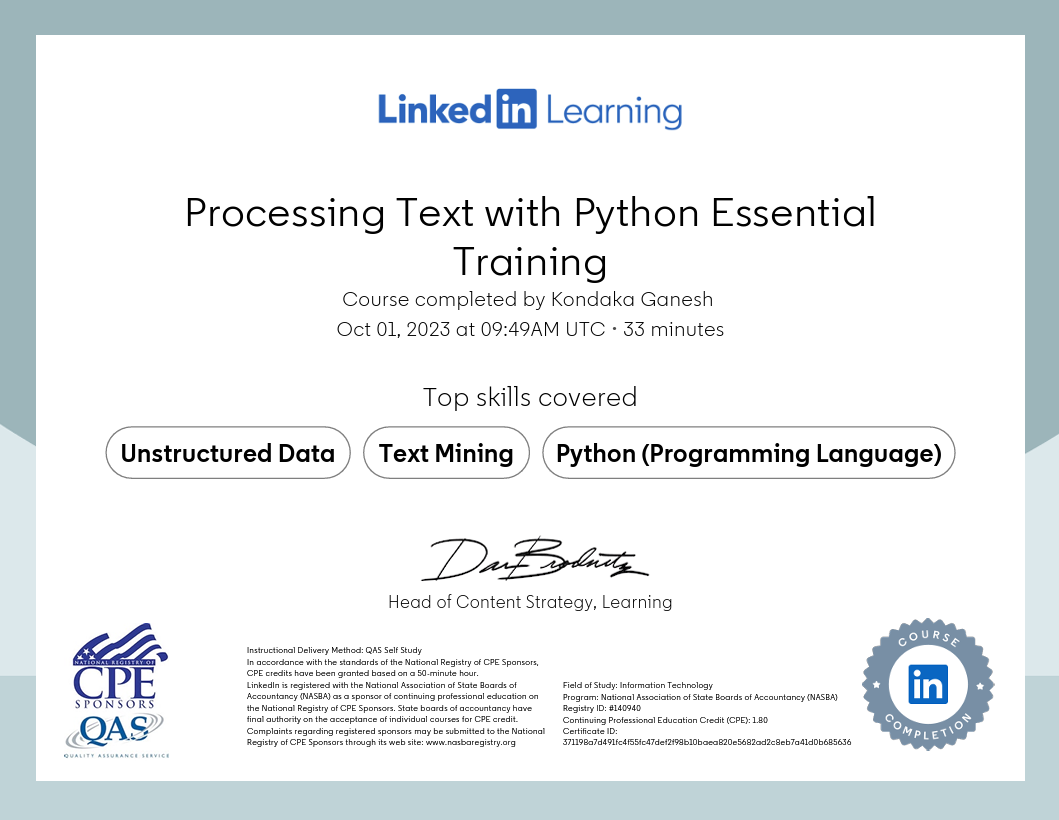 Linked in Learning
Processing Text with Python Essential
Training
Course completed by Kondaka Ganesh
Oct 01, 2023 at 09:49AM UTC · 33 minutes
Top skills covered
Unstructured Data
Text Mining
Python (Programming Language)
Dan Brodnitz
Head of Content Strategy, Learning
NATIONAL REGISTRY OF
CPE
SPONSORS
QAS
QUALITY ASSURANCE SERVICE
Instructional Delivery Method: QAS Self Study
In accordance with the standards of the National Registry of CPE Sponsors,
CPE credits have been granted based on a 50-minute hour.
LinkedIn is registered with the National Association of State Boards of
Accountancy (NASBA) as a sponsor of continuing professional education on
the National Registry of CPE Sponsors. State boards of accountancy have
final authority on the acceptance of individual courses for CPE credit.
Complaints regarding registered sponsors may be submitted to the National
Registry of CPE Sponsors through its web site: www.nasbaregistry.org
Field of Study: Information Technology
Program: National Association of State Boards of Accountancy (NASBA)
Registry ID: #140940
Continuing Professional Education Credit (CPE): 1.80
Certificate ID:
371198a7d491fc4f55fc47def2f98b10baea820e5682ad2c8eb7a41d0b685636
COURSE
in
COMPLETION